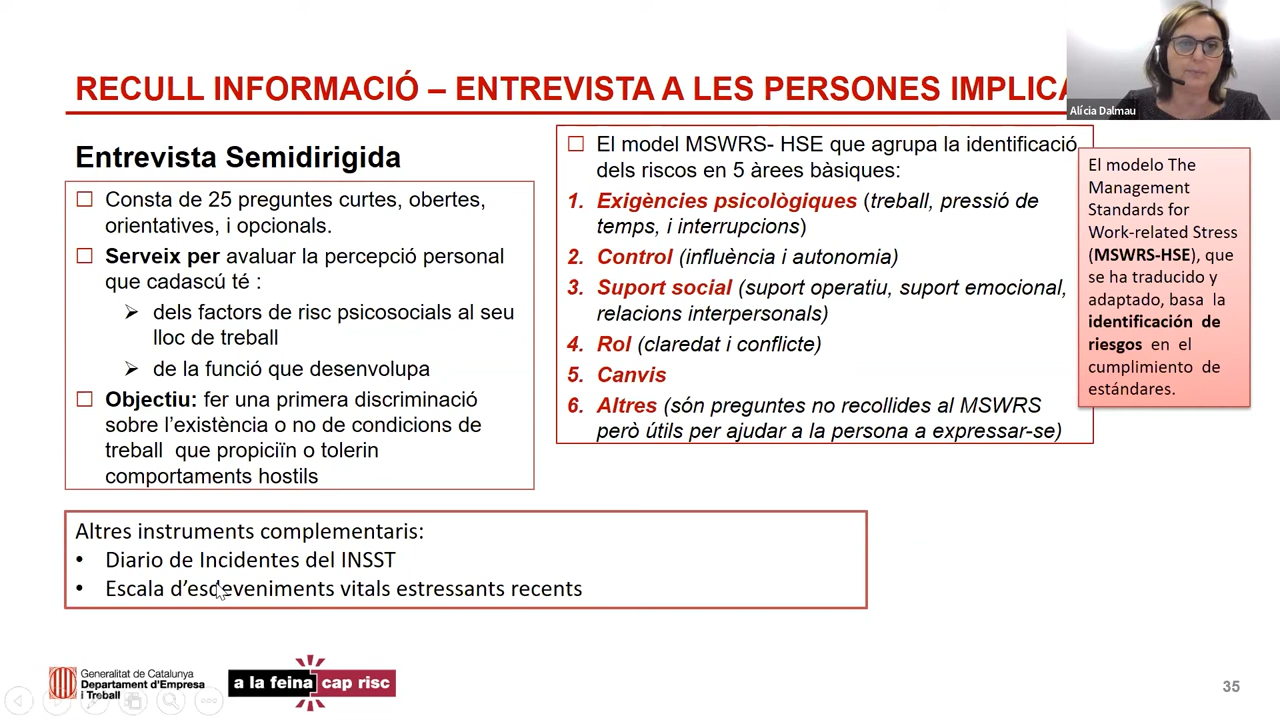 RECULL INFORMACIÓ – ENTREVISTA A LES PERSONES IMPLICA
Alícia Dalmau
Entrevista Semidirigida
☐ Consta de 25 preguntes curtes, obertes,
orientatives, i opcionals.
☐ Serveix per avaluar la percepció personal
que cadascú té :
➢ dels factors de risc psicosocials al seu
lloc de treball
➢ de la funció que desenvolupa
☐ Objectiu: fer una primera discriminació
sobre l’existència o no de condicions de
treball que propiciïn o tolerin
comportaments hostils
☐ El model MSWRS- HSE que agrupa la identificació
dels riscos en 5 àrees bàsiques:
1. Exigències psicològiques (treball, pressió de
temps, i interrupcions)
2. Control (influència i autonomia)
3. Suport social (suport operatiu, suport emocional,
relacions interpersonals)
4. Rol (claredat i conflicte)
5. Canvis
6. Altres (són preguntes no recollides al MSWRS
però útils per ajudar a la persona a expressar-se)
El modelo The
Management
Standards for
Work-related Stress
(MSWRS-HSE), que
se ha traducido y
adaptado, basa la
identificación de
riesgos en el
cumplimiento de
estándares.
Altres instruments complementaris:
• Diario de Incidentes del INSST
• Escala d’esdeveniments vitals estressants recents
Generalitat de Catalunya
Departament d’Empresa
i Treball
a la feina cap risc
35